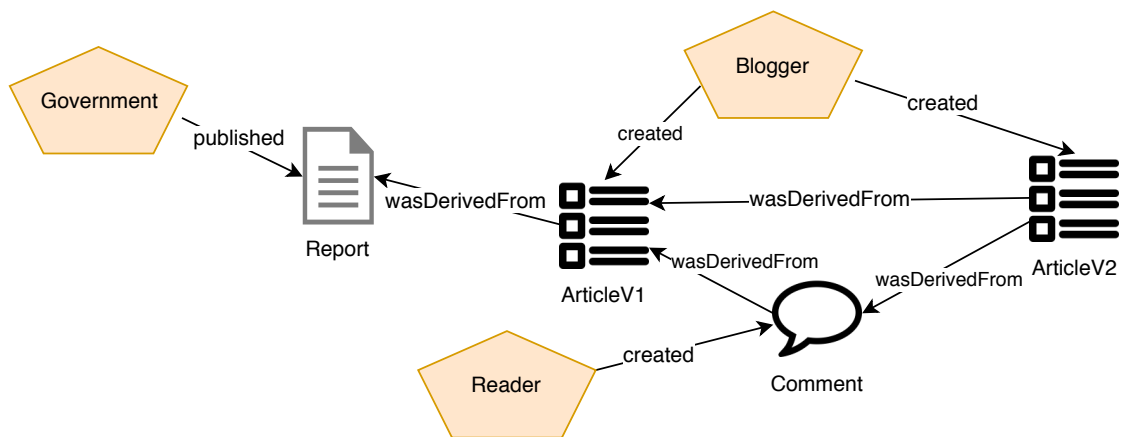 Blogger
Government
created
published
created
wasDerivedFrom
wasDerivedFrom
Report
wasDerivedFrom
wasDerivedFrom
ArticleV1
ArticleV2
created
Comment
Reader